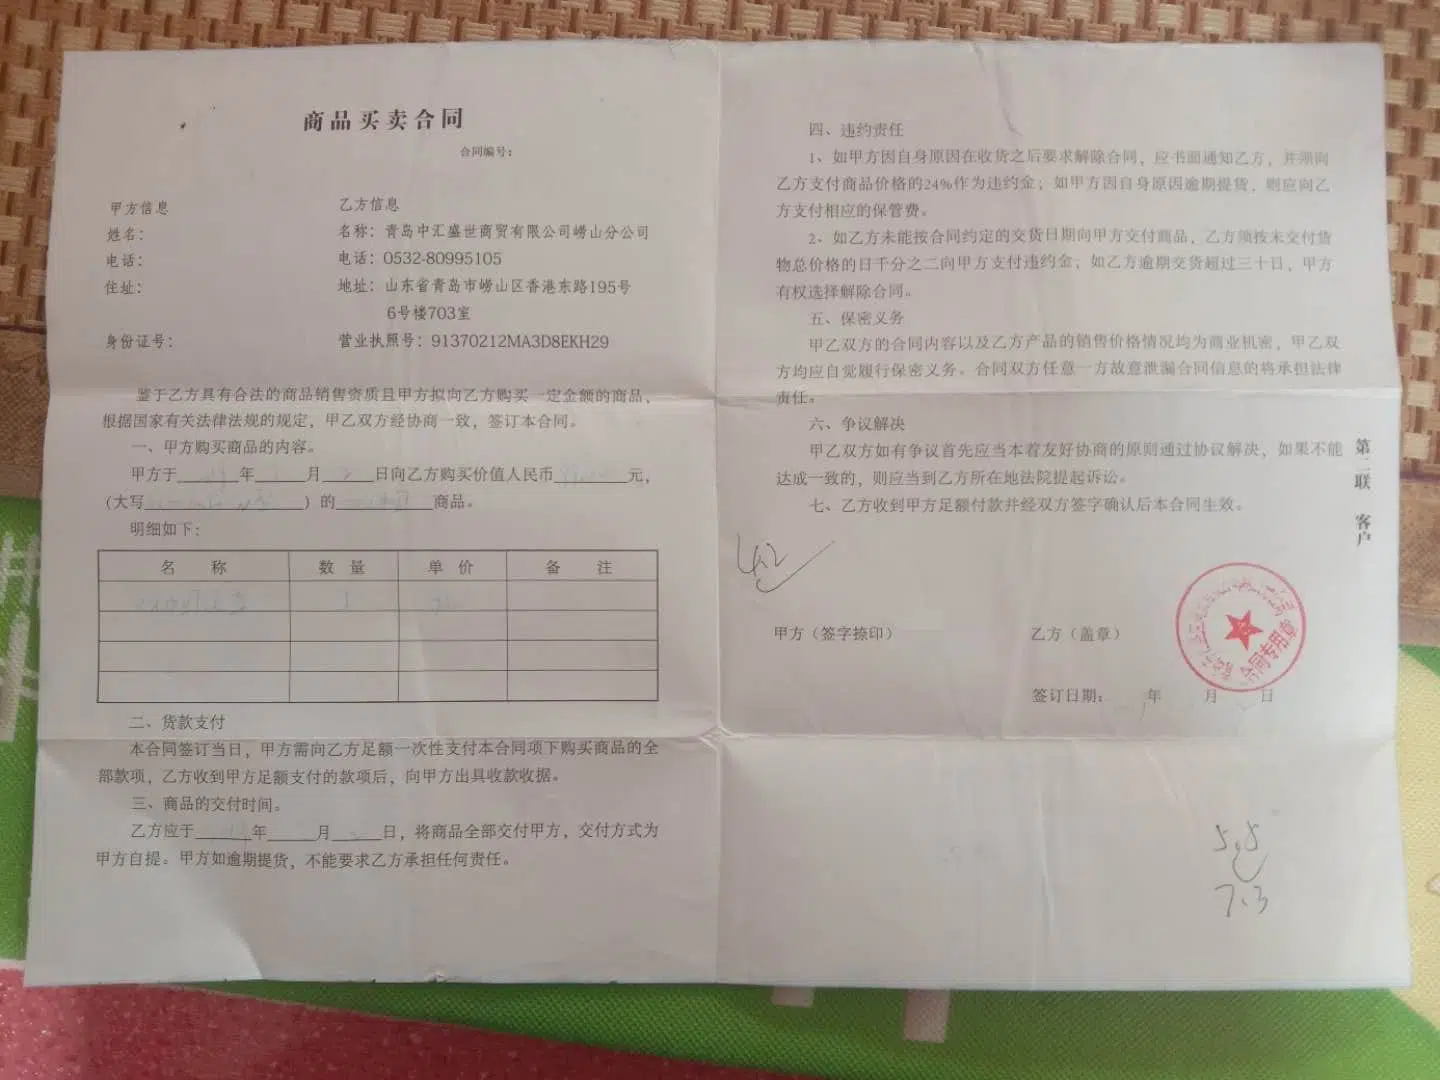 商品买卖合同
合同编号：
甲方信息
姓名：
电话：
住址：
身份证号：
乙方信息
名称：青岛中汇盛世商贸有限公司崂山分公司
电话：0532-80995105
地址：山东省青岛市崂山区香港东路195号
6号楼703室
营业执照号：91370212MA3D8EKH29
鉴于乙方具有合法的商品销售资质且甲方拟向乙方购买一定金额的商品，
根据国家有关法律法规的规定，甲乙双方经协商一致，签订本合同。
一、甲方购买商品的内容。
甲方于 年 月 日向乙方购买价值人民币 元，
(大写 ）的 商品。
明细如下：
名 称 数 量 单 价 备 注
二、货款支付
本合同签订当日，甲方需向乙方足额一次性支付本合同项下购买商品的全
部款项，乙方收到甲方足额支付的款项后，向甲方出具收款收据。
三、商品的交付时间。
乙方应于 年 月 日，将商品全部交付甲方，交付方式为
甲方自提。甲方如逾期提货，不能要求乙方承担任何责任。
四、违约责任
1、如甲方因自身原因在收货之后要求解除合同，应书面通知乙方，并须向
乙方支付商品价格的24%作为违约金；如甲方因自身原因逾期提货，则应向乙
方支付相应的保管费。
2、如乙方未能按合同约定的交货日期向甲方交付商品，乙方须按未交付货
物总价格的日千分之二向甲方支付违约金；如乙方逾期交货超过三十日，甲方
有权选择解除合同。
五、保密义务
甲乙双方的合同内容以及乙方产品的销售价格情况均为商业机密，甲乙双
方均应自觉履行保密义务。合同双方任意一方故意泄漏合同信息的将承担法律
责任。
六、争议解决
甲乙双方如有争议首先应当本着友好协商的原则通过协议解决，如果不能
达成一致的，则应当到乙方所在地法院提起诉讼。
七、乙方收到甲方足额付款并经双方签字确认后本合同生效。
第二联 客户
甲方（签字捺印）
乙方（盖章）
合同专用章
签订日期： 年 月 日
5.8
7.3